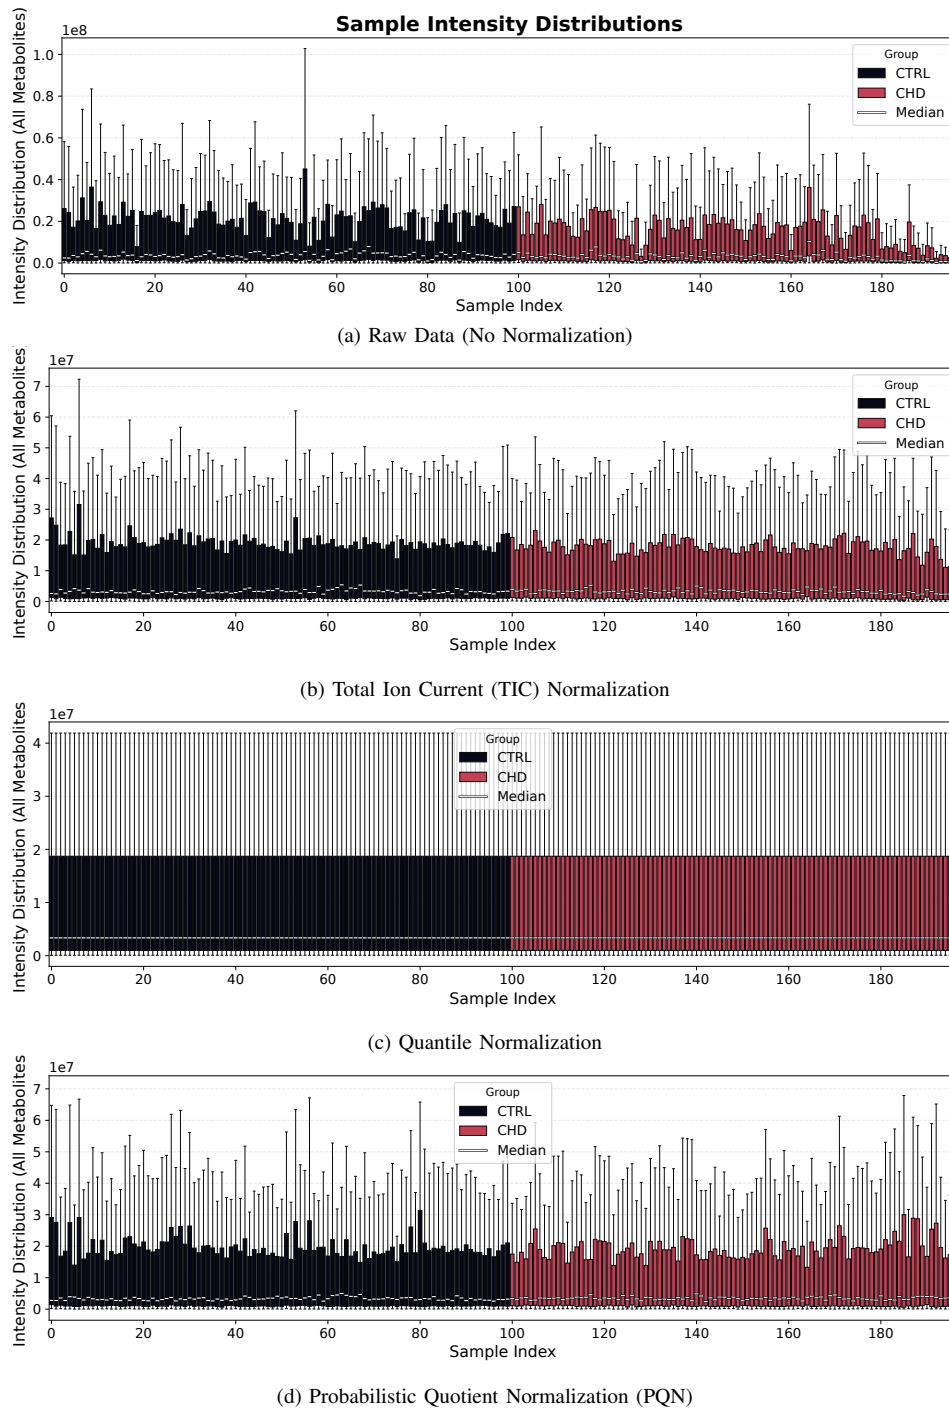 Sample Intensity Distributions
1e8
Intensity Distribution (All Metabolites)
1.0
0.8
0.6
0.4
0.2
0.0
Group
CTRL
CHD
Median
0 20 40 60 80 100 120 140 160 180
Sample Index
(a) Raw Data (No Normalization)
1e7
Intensity Distribution (All Metabolites)
7
6
5
4
3
2
1
0
Group
CTRL
CHD
Median
0 20 40 60 80 100 120 140 160 180
Sample Index
(b) Total Ion Current (TIC) Normalization
1e7
Intensity Distribution (All Metabolites
4
3
2
1
0
Group
CTRL
CHD
Median
0 20 40 60 80 100 120 140 160 180
Sample Index
(c) Quantile Normalization
1e7
Intensity Distribution (All Metabolites
7
6
5
4
3
2
1
0
Group
CTRL
CHD
Median
0 20 40 60 80 100 120 140 160 180
Sample Index
(d) Probabilistic Quotient Normalization (PQN)